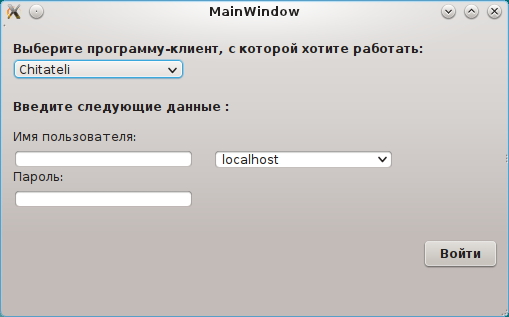 MainWindow
Выберите программу-клиент, с которой хотите работать:
Chitateli
Введите следующие данные :
Имя пользователя:
localhost
Пароль:
Войти